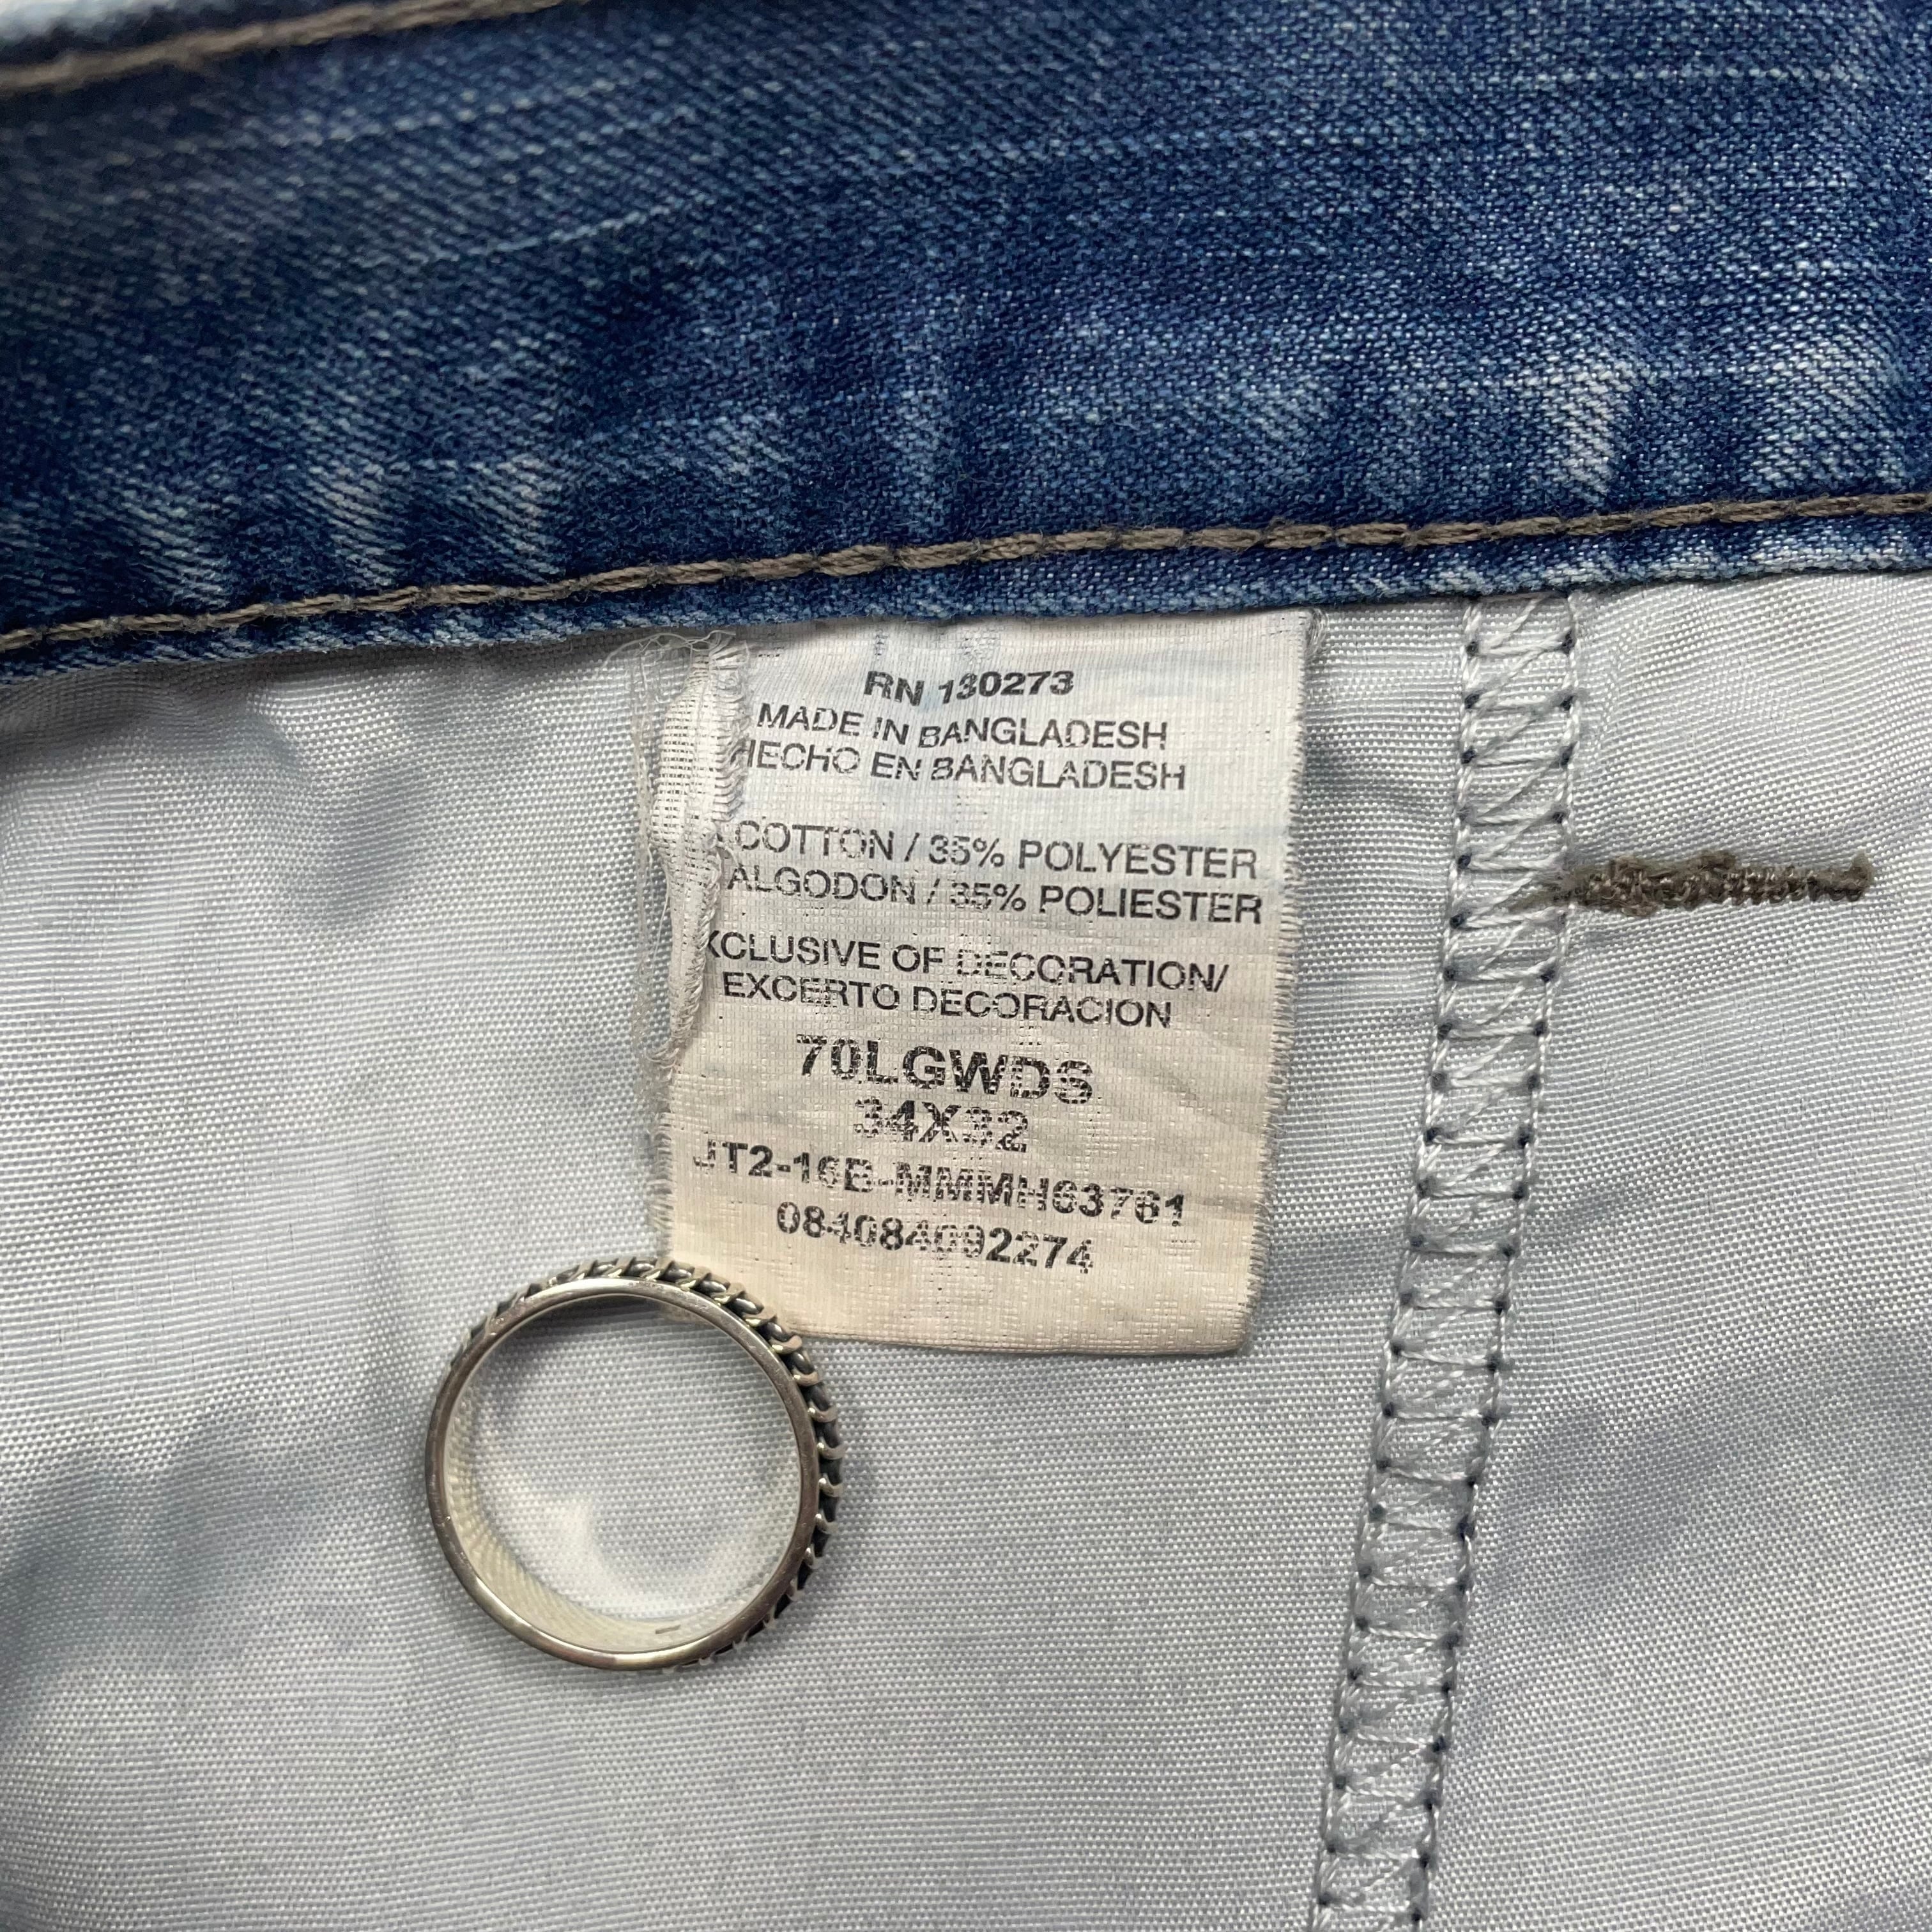 RN 130273
MADE IN BANGLADESH
HECHO EN BANGLADESH
COTTON / 35% POLYESTER
ALGODON / 35% POLIESTER
XCLUSIVE OF DECORATION/
EXCERTO DECORACION
70LGWDS
34X32
JT2-16B-MMMH63761
084084092274